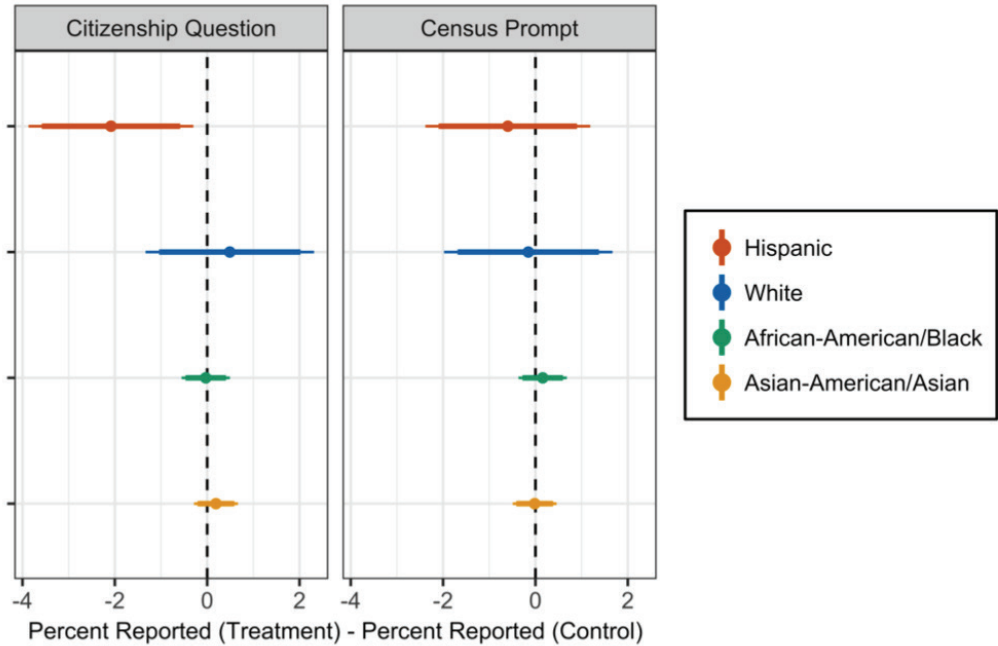 Citizenship Question
Census Prompt
Hispanic
White
African-American/Black
Asian-American/Asian
-4 -2 0 2
-4 -2 0 2
Percent Reported (Treatment) - Percent Reported (Control)